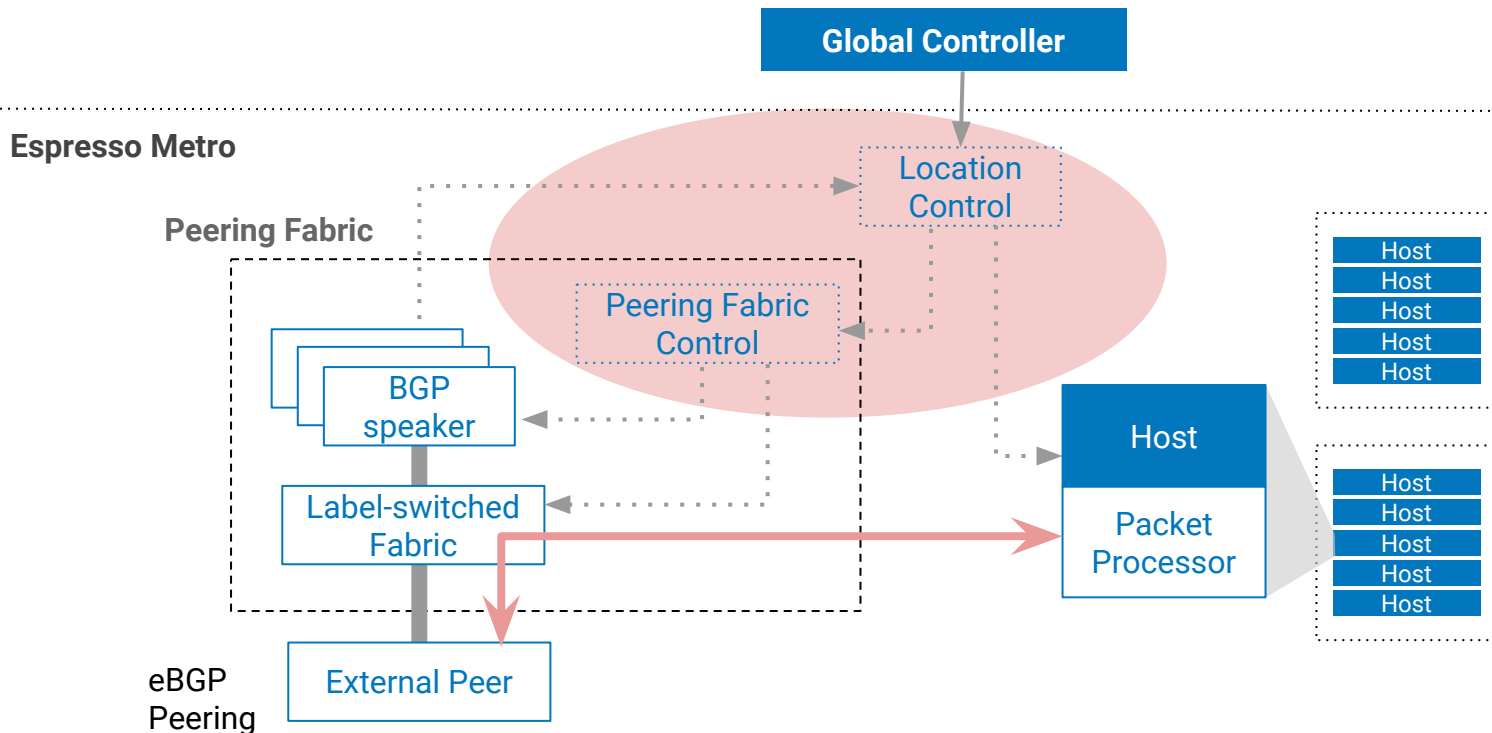 Global Controller
Espresso Metro
Location
Control
Peering Fabric
Peering Fabric
Control
BGP
speaker
Label-switched
Fabric
External Peer
eBGP
Peering
Host
Packet
Processor
Host
Host
Host
Host
Host
Host
Host
Host
Host
Host